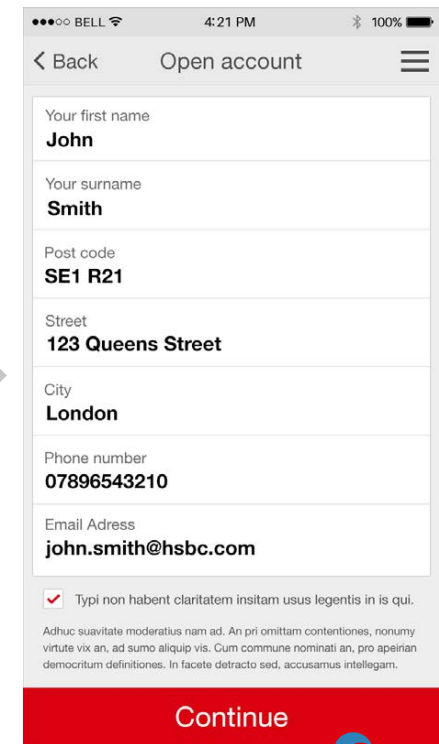 BELL 4:21 PM 100%
Back Open account
Your first name
John
Your surname
Smith
Post code
SE1 R21
Street
123 Queens Street
City
London
Phone number
07896543210
Email Adress
john.smith@hsbc.com
Typi non habent claritatem insitam usus legentis in is qui.
Adhuc suavitate moderatius nam ad. An pri omittam contentiones, nonumy
virtute vix an, ad sumo aliquip vis. Cum commune nominati an, pro apeirian
democritum definitiones. In facete detracto sed, accusamus intellegam.
Continue